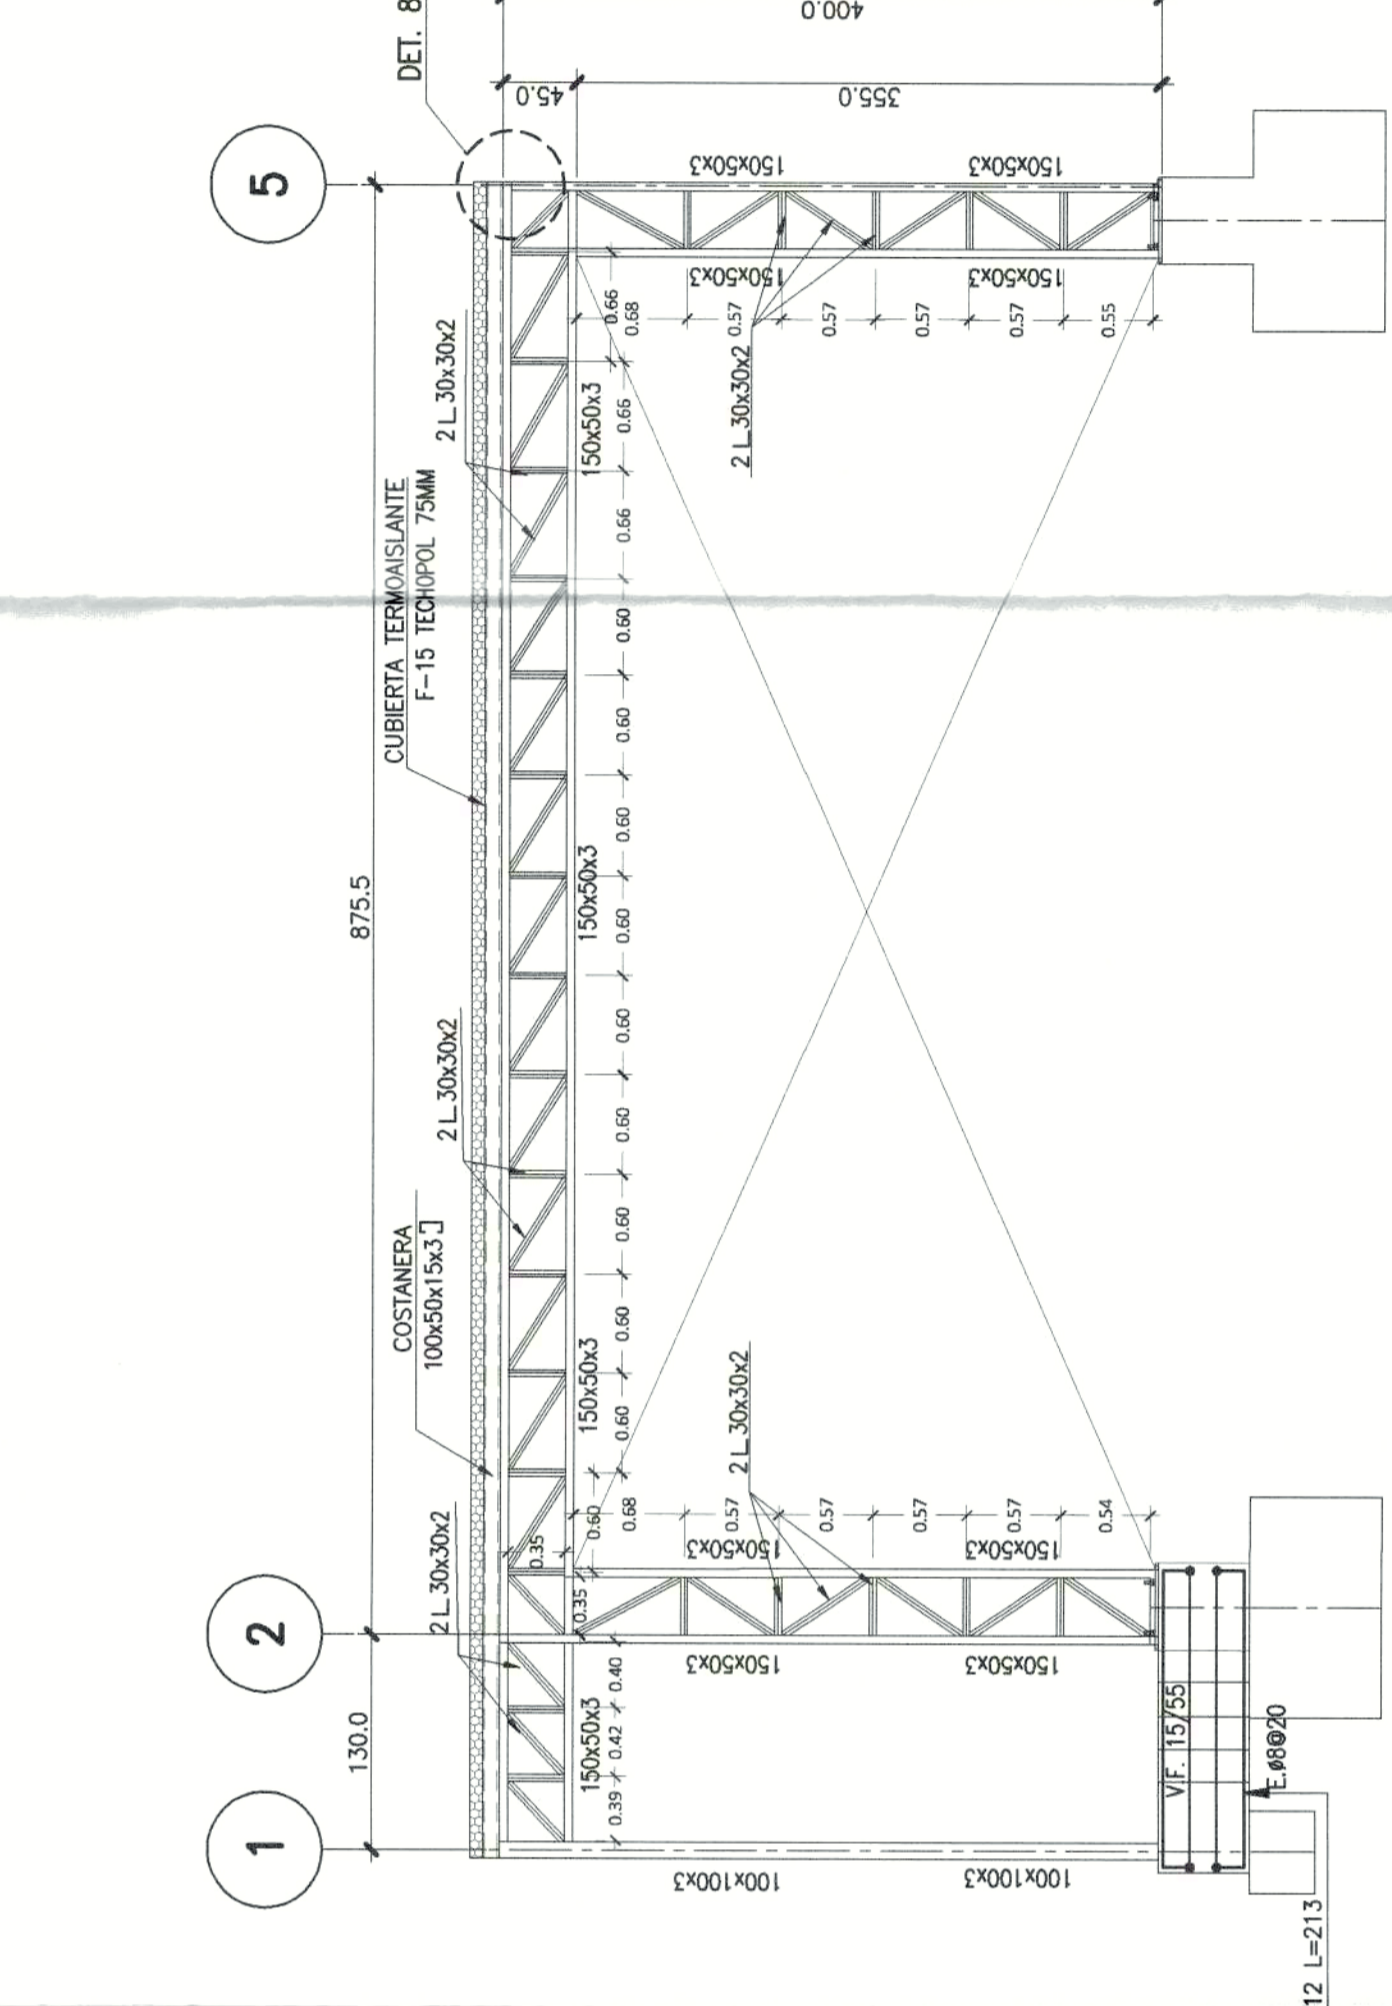 1
2
5
130.0
875.5
COSTANERA
100x50x15x3
CUBIERTA TERMOAISLANTE
F-15 TECHOPOL 75MM
DET. 8
2L 30x30x2
2L 30x30x2
2L 30x30x2
45.0
0.35
0.35
150x50x3
150x50x3
150x50x3
150x50x3
0.39
0.42
0.40
0.60
0.60
0.60
0.60
0.60
0.60
0.60
0.60
0.60
0.60
0.66
0.66
0.66
100x100x3
100x100x3
150x50x3
150x50x3
150x50x3
150x50x3
0.68
0.57
0.57
0.57
0.57
0.54
2L 30x30x2
2L 30x30x2
0.68
0.57
0.57
0.57
0.57
0.55
150x50x3
150x50x3
150x50x3
150x50x3
355.0
400.0
V.F. 15/55
E.ø8@20
12 L=213